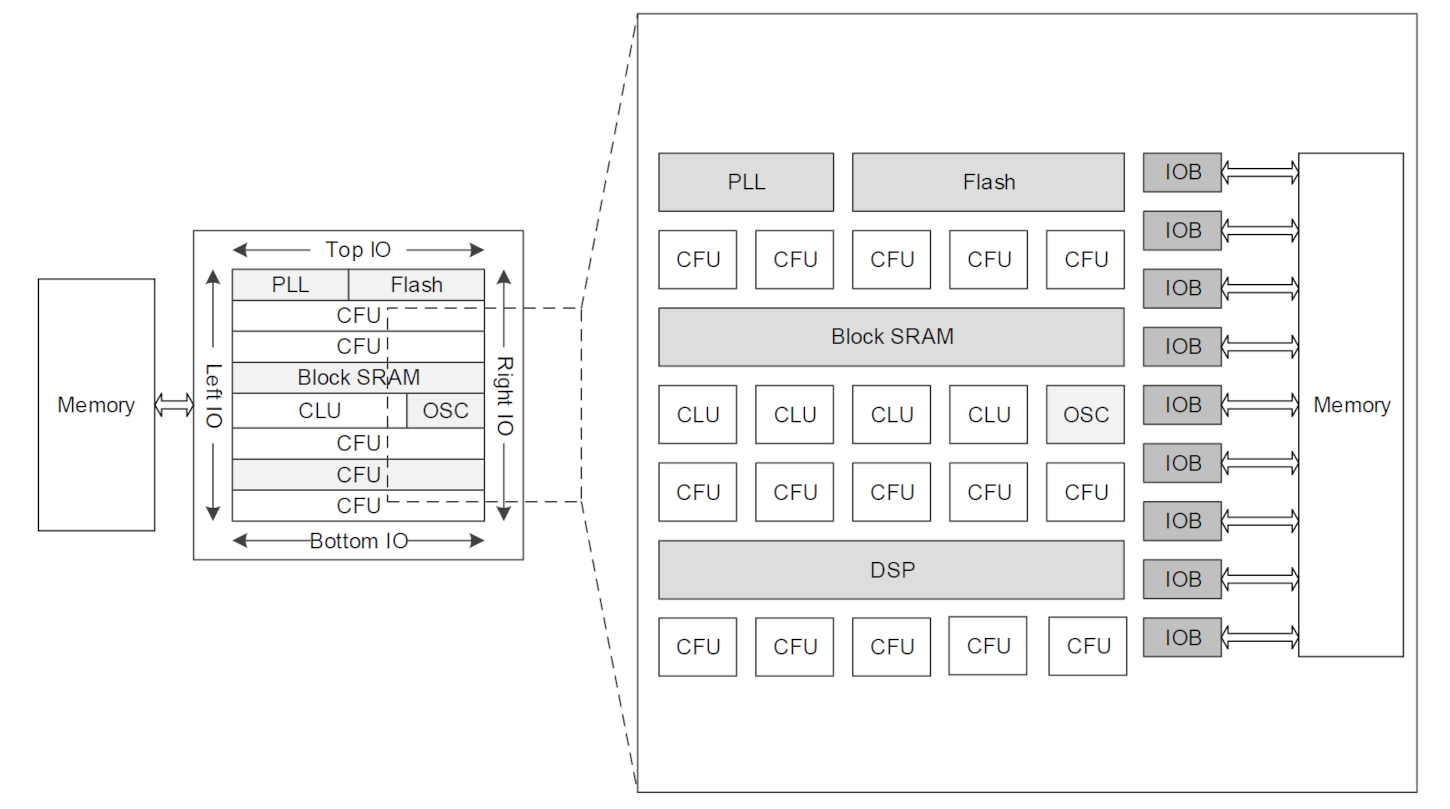 Memory
Top IO
Left IO
Right IO
PLL Flash
CFU
CFU
Block SRAM
CLU OSC
CFU
CFU
CFU
Bottom IO
PLL Flash IOB
IOB
CFU CFU CFU CFU CFU
IOB
Block SRAM IOB
CLU CLU CLU CLU OSC IOB Memory
IOB
CFU CFU CFU CFU CFU
IOB
DSP IOB
CFU CFU CFU CFU CFU IOB